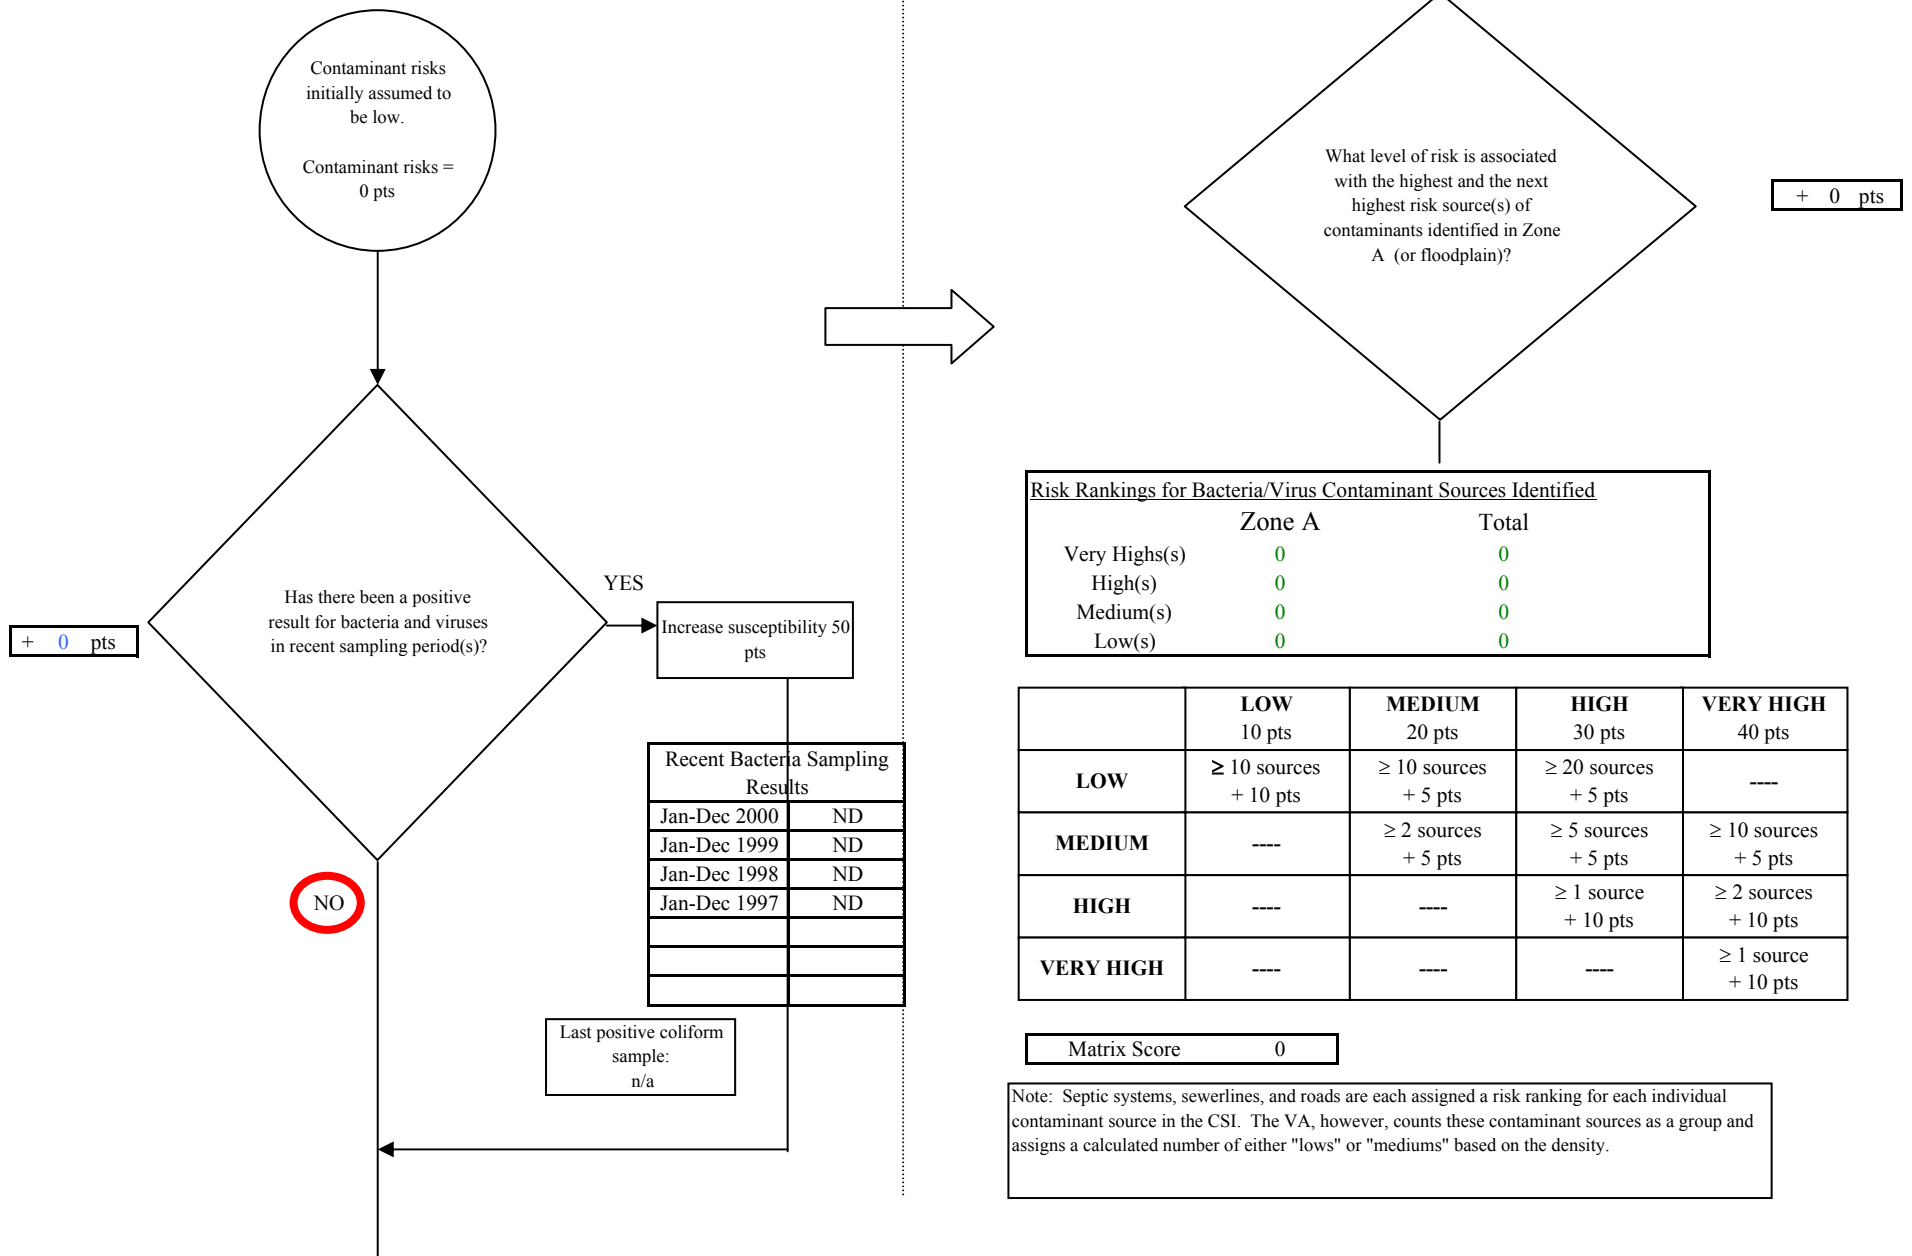 Contaminant risks
initially assumed to
be low.
Contaminant risks =
0 pts
Has there been a positive
result for bacteria and viruses
in recent sampling period(s)?
+ 0 pts
YES
Increase susceptibility 50
pts
Recent Bacteria Sampling
Results
Jan-Dec 2000 ND
Jan-Dec 1999 ND
Jan-Dec 1998 ND
Jan-Dec 1997 ND
NO
Last positive coliform
sample:
n/a
What level of risk is associated
with the highest and the next
highest risk source(s) of
contaminants identified in Zone
A (or floodplain)?
+ 0 pts
Risk Rankings for Bacteria/Virus Contaminant Sources Identified
Zone A Total
Very Highs(s) 0 0
High(s) 0 0
Medium(s) 0 0
Low(s) 0 0
LOW MEDIUM HIGH VERY HIGH
10 pts 20 pts 30 pts 40 pts
LOW ≥ 10 sources ≥ 10 sources ≥ 20 sources ----
+ 10 pts + 5 pts + 5 pts
MEDIUM ---- ≥ 2 sources ≥ 5 sources ≥ 10 sources
+ 5 pts + 5 pts + 5 pts
HIGH ---- ---- ≥ 1 source ≥ 2 sources
+ 10 pts + 10 pts
VERY HIGH ---- ---- ---- ≥ 1 source
+ 10 pts
Matrix Score 0
Note: Septic systems, sewerlines, and roads are each assigned a risk ranking for each individual
contaminant source in the CSI. The VA, however, counts these contaminant sources as a group and
assigns a calculated number of either "lows" or "mediums" based on the density.